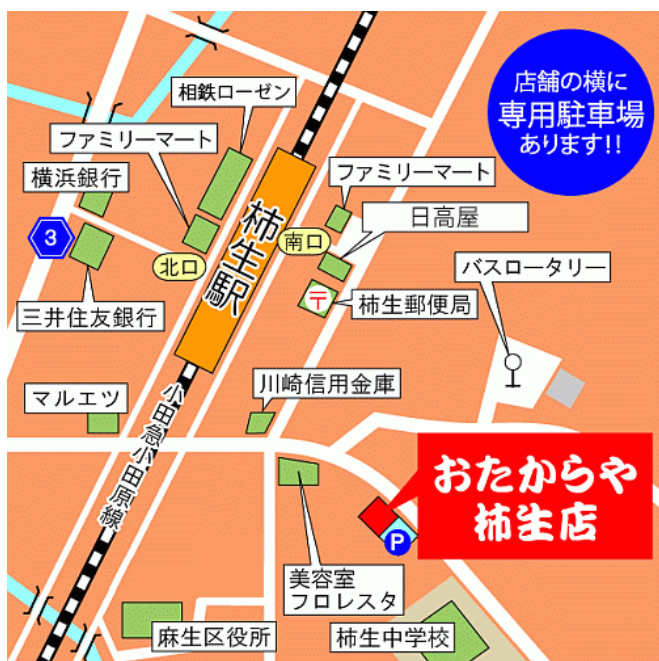 店舗の横に
専用駐車場
あります!!
相鉄ローゼン
ファミリーマート
横浜銀行
ファミリーマート
日高屋
3
北口
柿生駅
南口
バスロータリー
三井住友銀行
〒
柿生郵便局
マルエツ
川崎信用金庫
小田急小田原線
おたからや
柿生店
P
美容室
フロレスタ
麻生区役所
柿生中学校